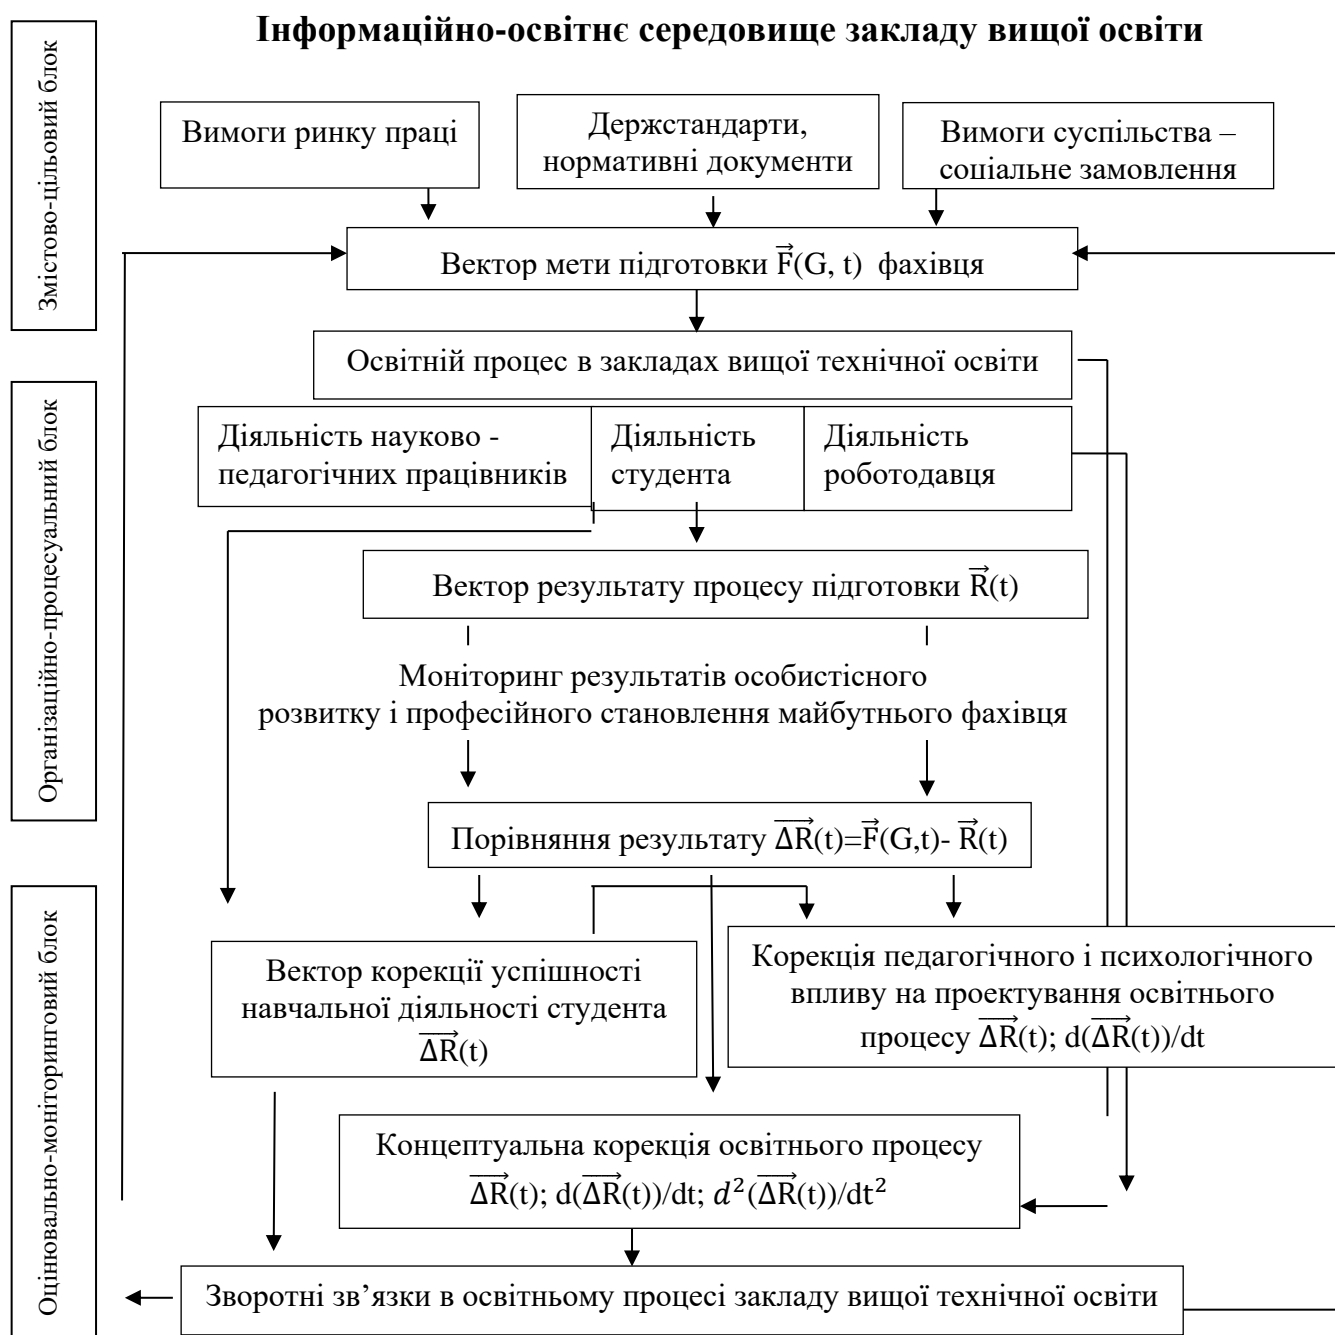 Інформаційно-освітнє середовище закладу вищої освіти
Змістово-цільовий блок
Вимоги ринку праці
Держстандарти,
нормативні документи
Вимоги суспільства –
соціальне замовлення
Вектор мети підготовки F⃗(G, t) фахівця
Освітній процес в закладах вищої технічної освіти
Організаційно-процесуальний блок
Діяльність науково -
педагогічних працівників
Діяльність
студента
Діяльність
роботодавця
Вектор результату процесу підготовки R⃗(t)
Моніторинг результатів особистісного
розвитку і професійного становлення майбутнього фахівця
Порівняння результату ΔR⃗(t)=F⃗(G,t)- R⃗(t)
Оцінювально-моніторинговий блок
Вектор корекції успішності
навчальної діяльності студента
ΔR⃗(t)
Корекція педагогічного і психологічного
впливу на проектування освітнього
процесу ΔR⃗(t); d(ΔR⃗(t))/dt
Концептуальна корекція освітнього процесу
ΔR⃗(t); d(ΔR⃗(t))/dt; d²(ΔR⃗(t))/dt²
Зворотні зв’язки в освітньому процесі закладу вищої технічної освіти